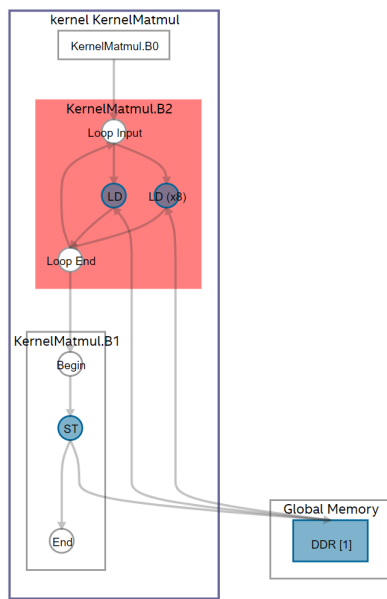 kernel KernelMatmul
KernelMatmul.B0
KernelMatmul.B2
Loop Input
LD
LD (x8)
Loop End
KernelMatmul.B1
Begin
ST
End
Global Memory
DDR [1]